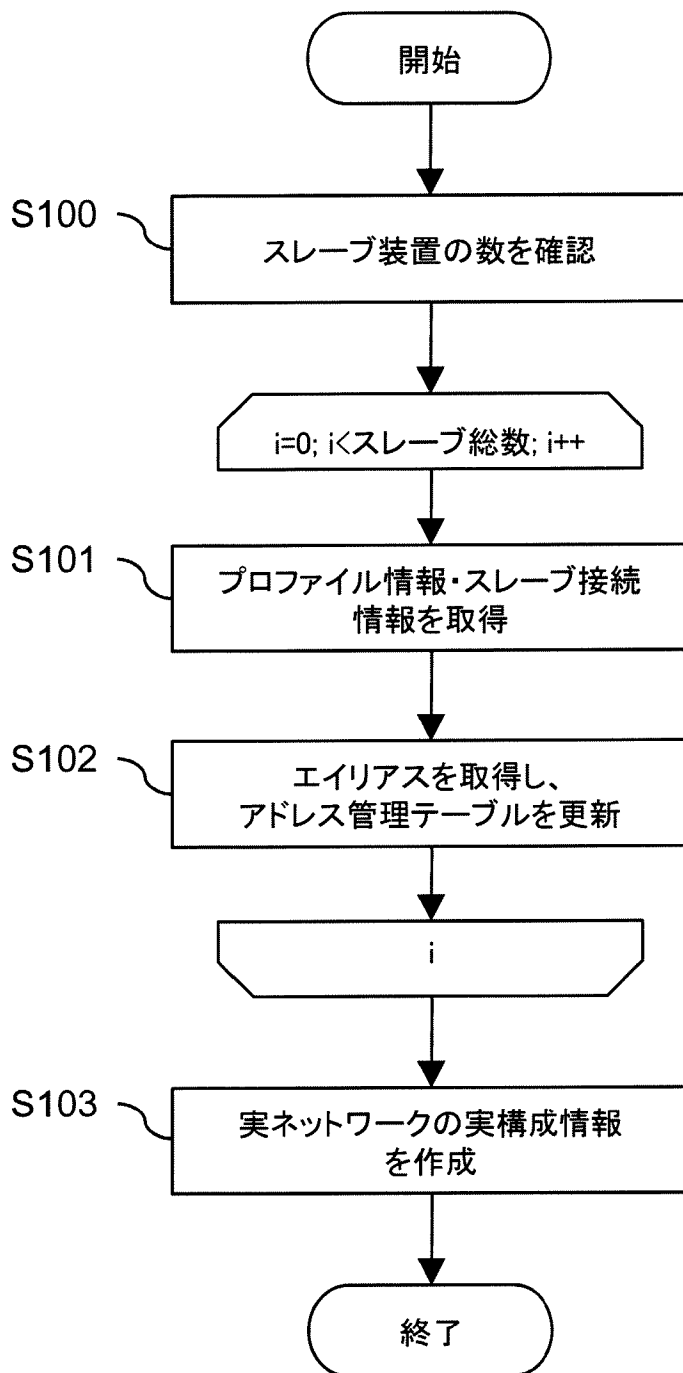 開始
S100
スレーブ装置の数を確認
i=0; i<スレーブ総数; i++
S101
プロファイル情報・スレーブ接続
情報を取得
S102
エイリアスを取得し、
アドレス管理テーブルを更新
i
S103
実ネットワークの実構成情報
を作成
終了